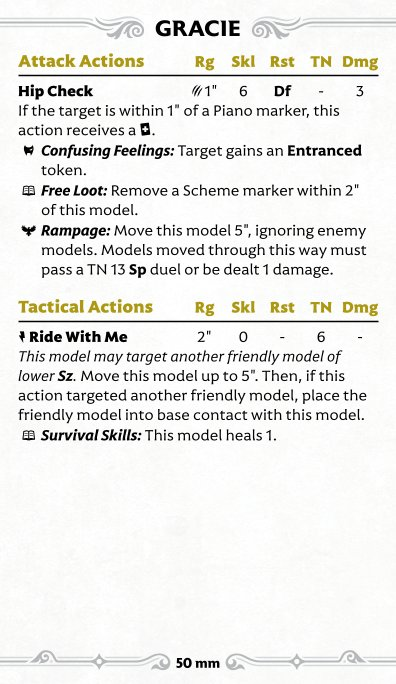 GRACIE
Attack Actions Rg Skl Rst TN Dmg
Hip Check 1" 6 Df - 3
If the target is within 1" of a Piano marker, this
action receives a .
Confusing Feelings: Target gains an Entranced
token.
Free Loot: Remove a Scheme marker within 2"
of this model.
Rampage: Move this model 5", ignoring enemy
models. Models moved through this way must
pass a TN 13 Sp duel or be dealt 1 damage.
Tactical Actions Rg Skl Rst TN Dmg
Ride With Me 2" 0 - 6 -
This model may target another friendly model of
lower Sz. Move this model up to 5". Then, if this
action targeted another friendly model, place the
friendly model into base contact with this model.
Survival Skills: This model heals 1.
50 mm